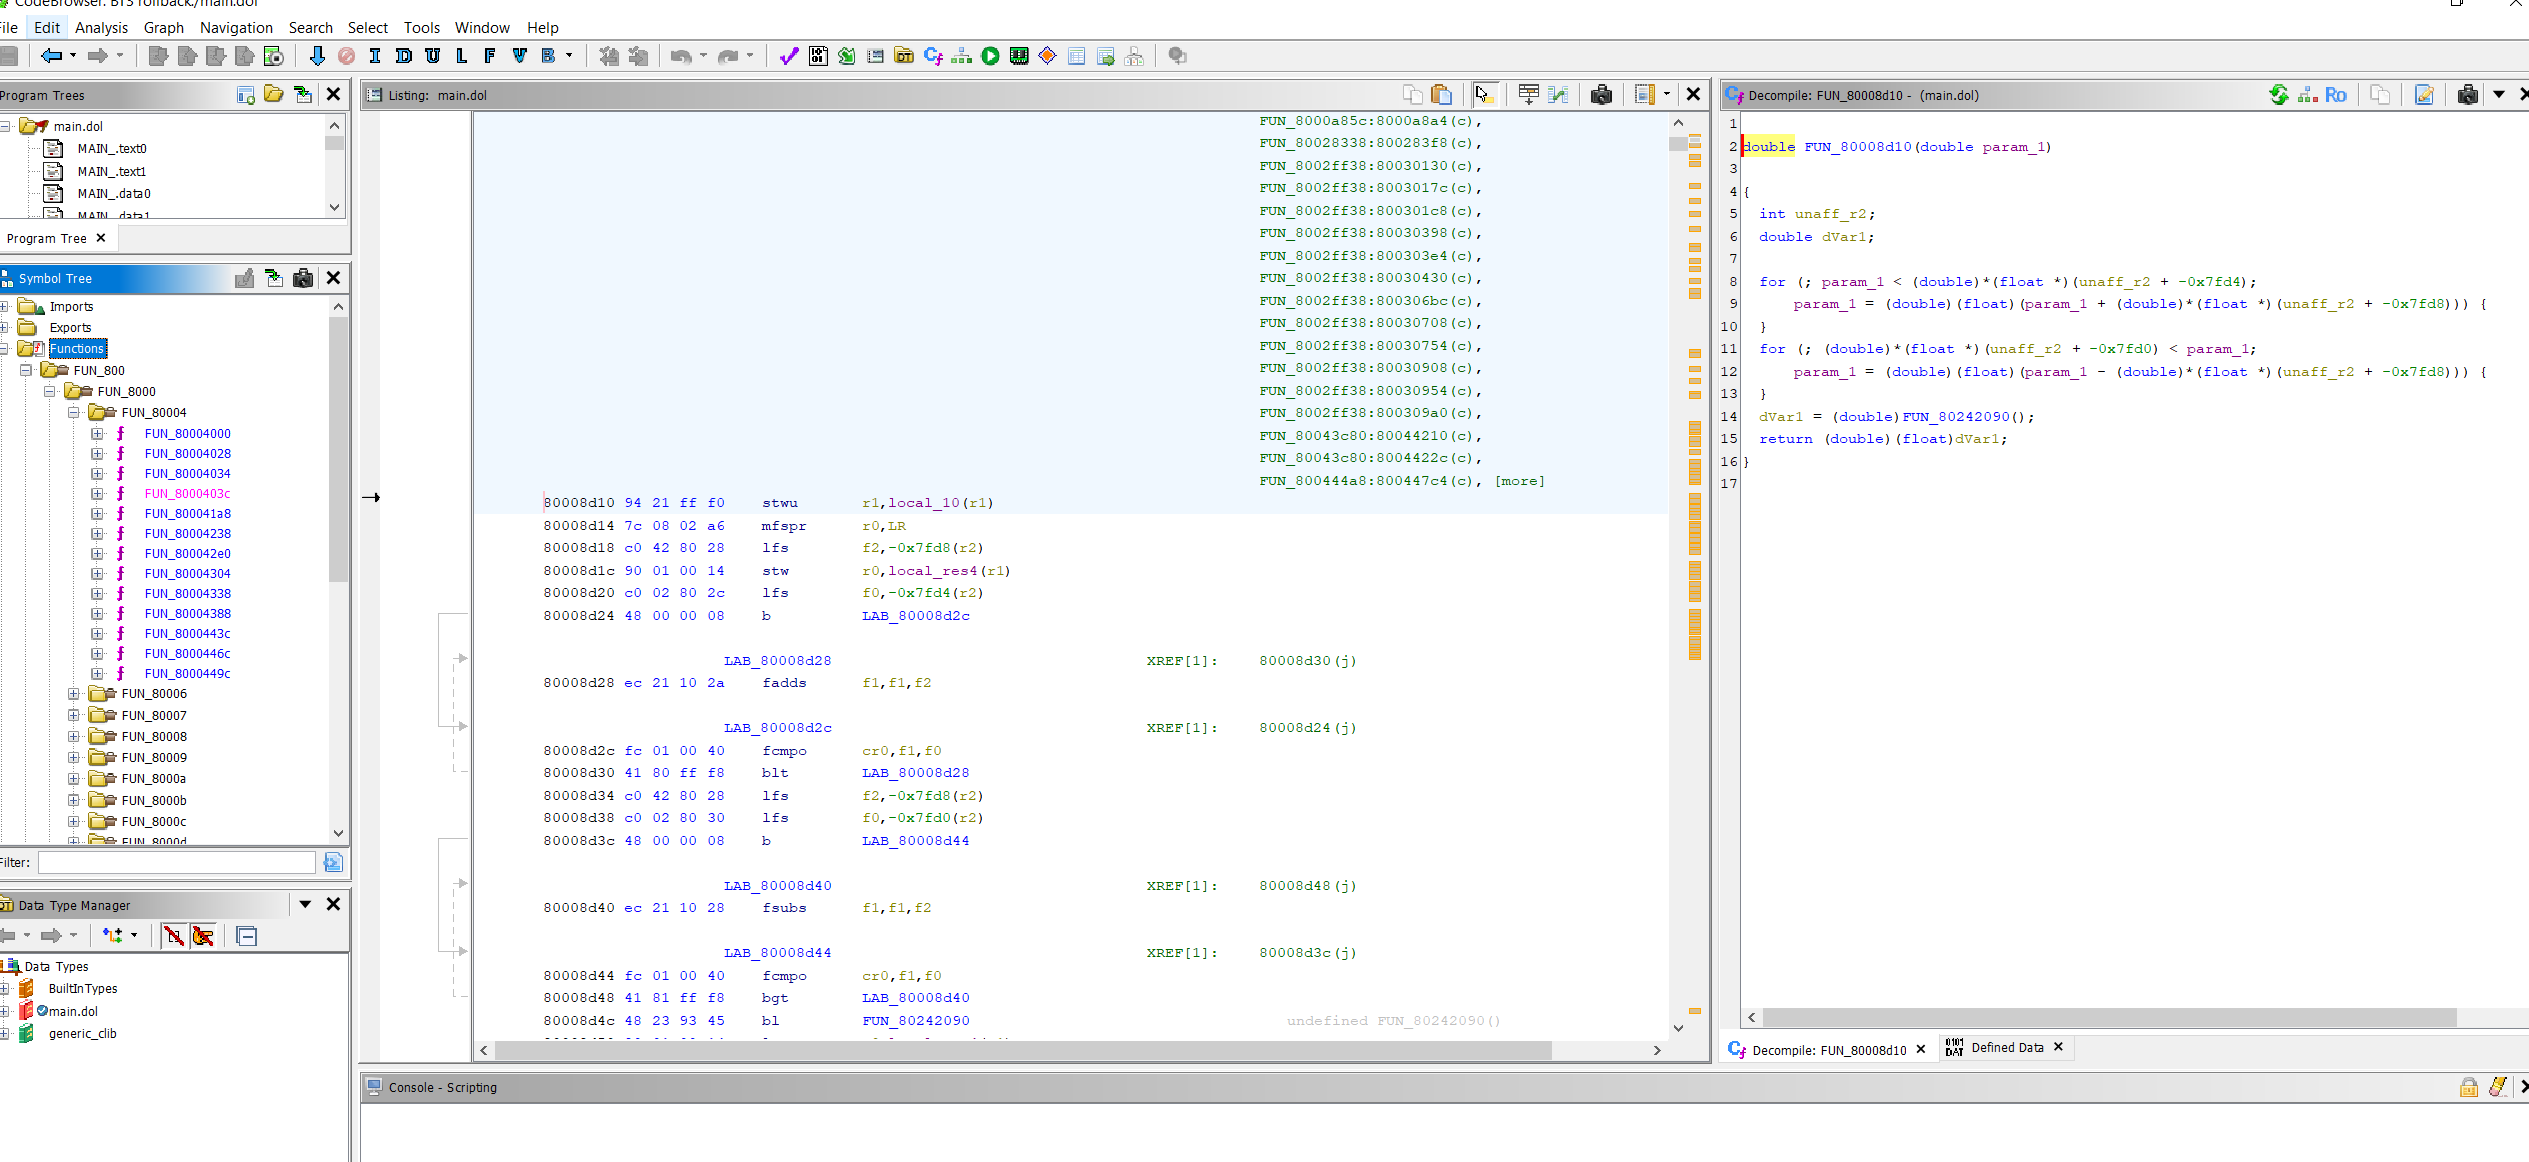 CodeBrowser: BT3 rollback:/main.dol
File Edit Analysis Graph Navigation Search Select Tools Window Help
I D U L F V B
Program Trees
main.dol
MAIN_.text0
MAIN_.text1
MAIN_.data0
MAIN_.data1
Program Tree
Symbol Tree
Imports
Exports
Functions
FUN_800
FUN_8000
FUN_80004
FUN_80004000
FUN_80004028
FUN_80004034
FUN_8000403c
FUN_800041a8
FUN_80004238
FUN_800042e0
FUN_80004304
FUN_80004338
FUN_80004388
FUN_8000443c
FUN_8000446c
FUN_8000449c
FUN_80006
FUN_80007
FUN_80008
FUN_80009
FUN_8000a
FUN_8000b
FUN_8000c
FUN_8000d
Filter:
Data Type Manager
Data Types
BuiltInTypes
main.dol
generic_clib
Listing: main.dol
FUN_8000a85c:8000a8a4(c),
FUN_80028338:800283f8(c),
FUN_8002ff38:80030130(c),
FUN_8002ff38:8003017c(c),
FUN_8002ff38:800301c8(c),
FUN_8002ff38:80030398(c),
FUN_8002ff38:800303e4(c),
FUN_8002ff38:80030430(c),
FUN_8002ff38:800306bc(c),
FUN_8002ff38:80030708(c),
FUN_8002ff38:80030754(c),
FUN_8002ff38:80030908(c),
FUN_8002ff38:80030954(c),
FUN_8002ff38:800309a0(c),
FUN_80043c80:80044210(c),
FUN_80043c80:8004422c(c),
FUN_800444a8:800447c4(c), [more]
80008d10 94 21 ff f0 stwu r1,local_10(r1)
80008d14 7c 08 02 a6 mfspr r0,LR
80008d18 c0 42 80 28 lfs f2,-0x7fd8(r2)
80008d1c 90 01 00 14 stw r0,local_res4(r1)
80008d20 c0 02 80 2c lfs f0,-0x7fd4(r2)
80008d24 48 00 00 08 b LAB_80008d2c
LAB_80008d28 XREF[1]: 80008d30(j)
80008d28 ec 21 10 2a fadds f1,f1,f2
LAB_80008d2c XREF[1]: 80008d24(j)
80008d2c fc 01 00 40 fcmpo cr0,f1,f0
80008d30 41 80 ff f8 blt LAB_80008d28
80008d34 c0 42 80 28 lfs f2,-0x7fd8(r2)
80008d38 c0 02 80 30 lfs f0,-0x7fd0(r2)
80008d3c 48 00 00 08 b LAB_80008d44
LAB_80008d40 XREF[1]: 80008d48(j)
80008d40 ec 21 10 28 fsubs f1,f1,f2
LAB_80008d44 XREF[1]: 80008d3c(j)
80008d44 fc 01 00 40 fcmpo cr0,f1,f0
80008d48 41 81 ff f8 bgt LAB_80008d40
80008d4c 48 23 93 45 bl FUN_80242090 undefined FUN_80242090()
Decompile: FUN_80008d10 - (main.dol)
Ro
1
2 double FUN_80008d10(double param_1)
3
4 {
5 int unaff_r2;
6 double dVar1;
7
8 for (; param_1 < (double)*(float *)(unaff_r2 + -0x7fd4);
9 param_1 = (double)(float)(param_1 + (double)*(float *)(unaff_r2 + -0x7fd8))) {
10 }
11 for (; (double)*(float *)(unaff_r2 + -0x7fd0) < param_1;
12 param_1 = (double)(float)(param_1 - (double)*(float *)(unaff_r2 + -0x7fd8))) {
13 }
14 dVar1 = (double)FUN_80242090();
15 return (double)(float)dVar1;
16 }
17
Decompile: FUN_80008d10
Defined Data
Console - Scripting